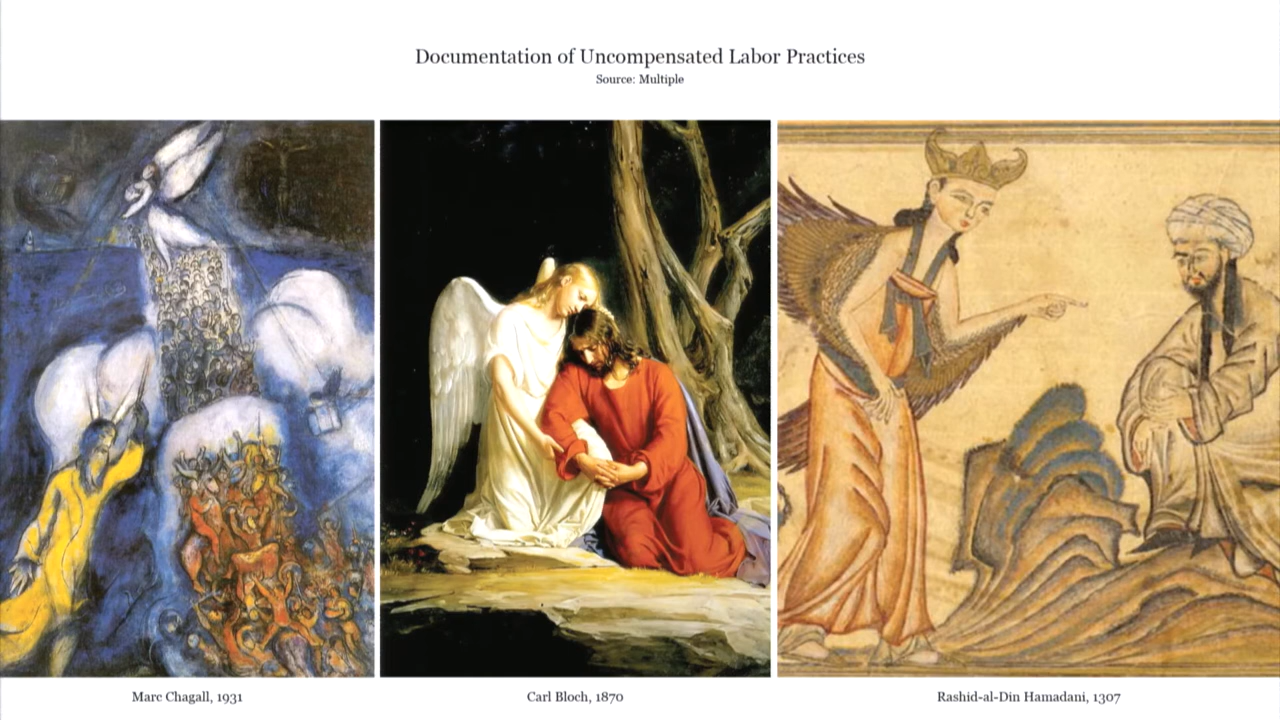 Documentation of Uncompensated Labor Practices
Source: Multiple
Marc Chagall, 1931
Carl Bloch, 1870
Rashid-al-Din Hamadani, 1307